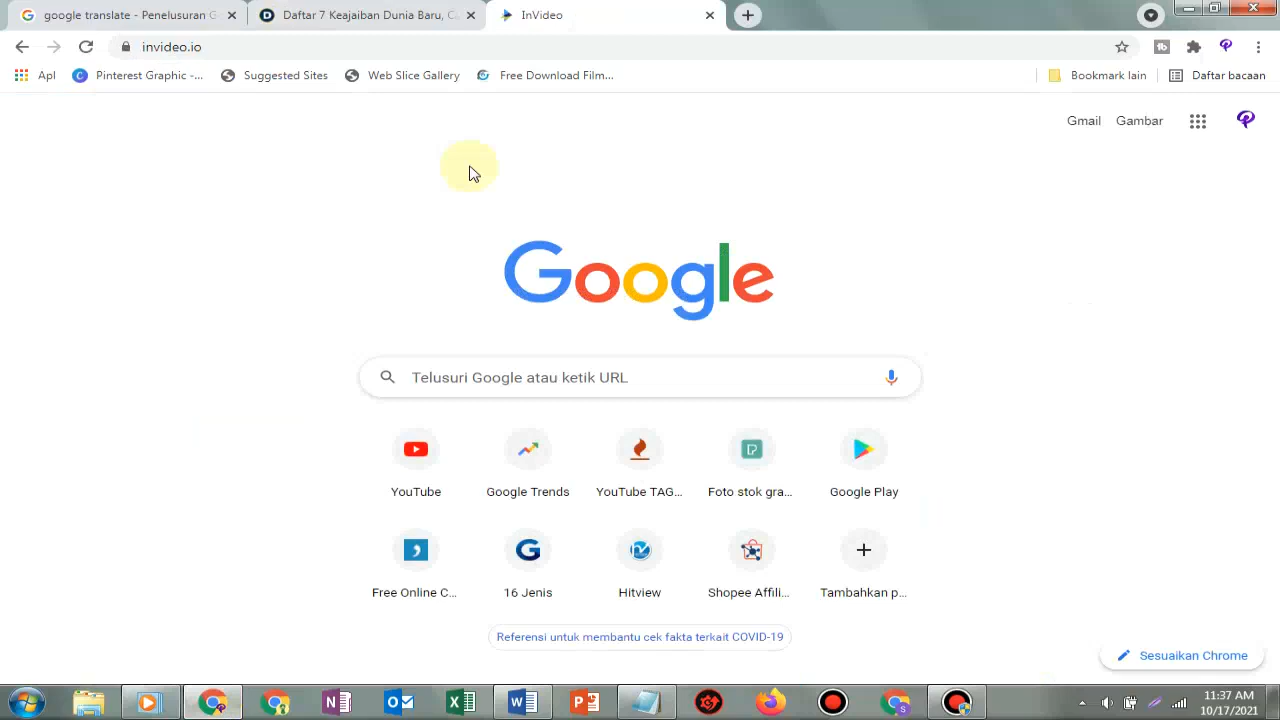 google translate - Penelusuran G
Daftar 7 Keajaiban Dunia Baru, C
InVideo
invideo.io
Apl
Pinterest Graphic -...
Suggested Sites
Web Slice Gallery
Free Download Film...
Bookmark lain
Daftar bacaan
Gmail
Gambar
Google
Telusuri Google atau ketik URL
YouTube
Google Trends
YouTube TAG...
Foto stok gra...
Google Play
Free Online C...
16 Jenis
Hitview
Shopee Affili...
Tambahkan p...
Referensi untuk membantu cek fakta terkait COVID-19
Sesuaikan Chrome
11:37 AM
10/17/2021